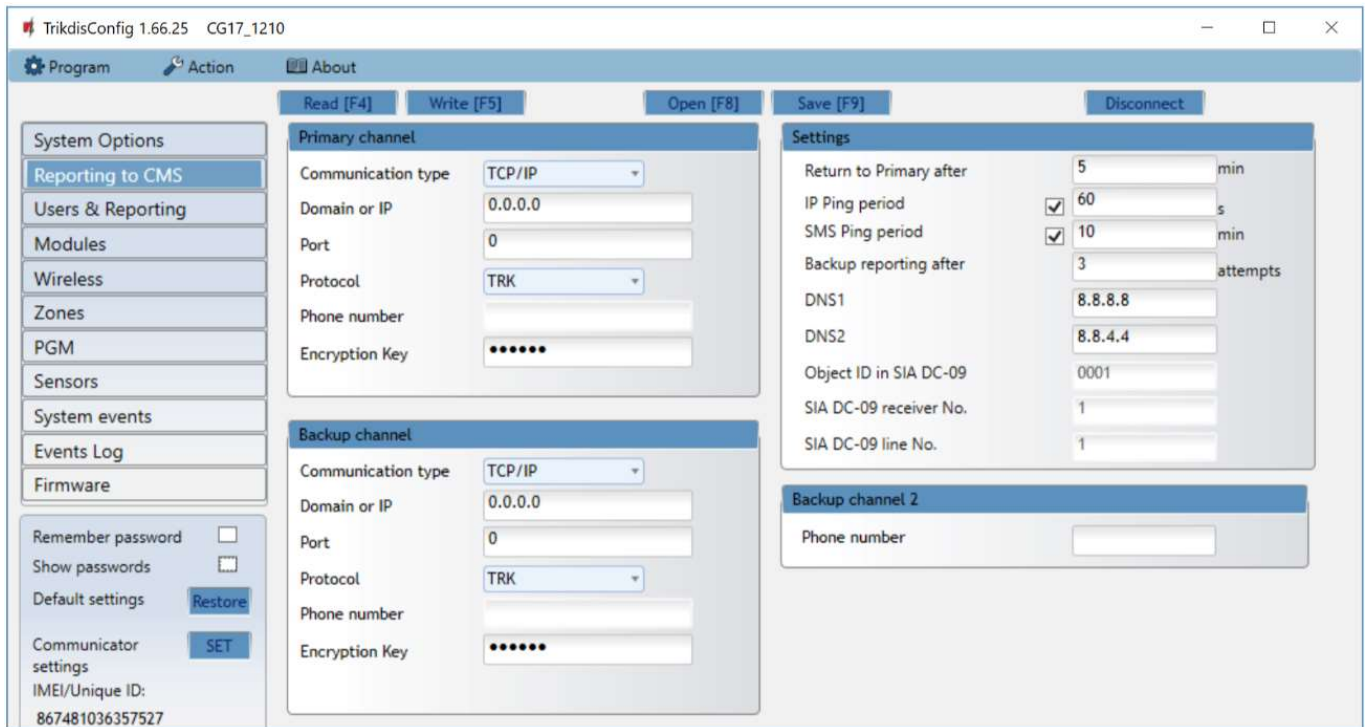 TrikdisConfig 1.66.25 CG17_1210
Program Action About
Read [F4] Write [F5] Open [F8] Save [F9] Disconnect
System Options
Reporting to CMS
Users & Reporting
Modules
Wireless
Zones
PGM
Sensors
System events
Events Log
Firmware
Remember password
Show passwords
Default settings Restore
Communicator SET
settings
IMEI/Unique ID:
867481036357527
Primary channel
Communication type TCP/IP
Domain or IP 0.0.0.0
Port 0
Protocol TRK
Phone number
Encryption Key ••••••
Backup channel
Communication type TCP/IP
Domain or IP 0.0.0.0
Port 0
Protocol TRK
Phone number
Encryption Key ••••••
Settings
Return to Primary after 5 min
IP Ping period 60 s
SMS Ping period 10 min
Backup reporting after 3 attempts
DNS1 8.8.8.8
DNS2 8.8.4.4
Object ID in SIA DC-09 0001
SIA DC-09 receiver No. 1
SIA DC-09 line No. 1
Backup channel 2
Phone number